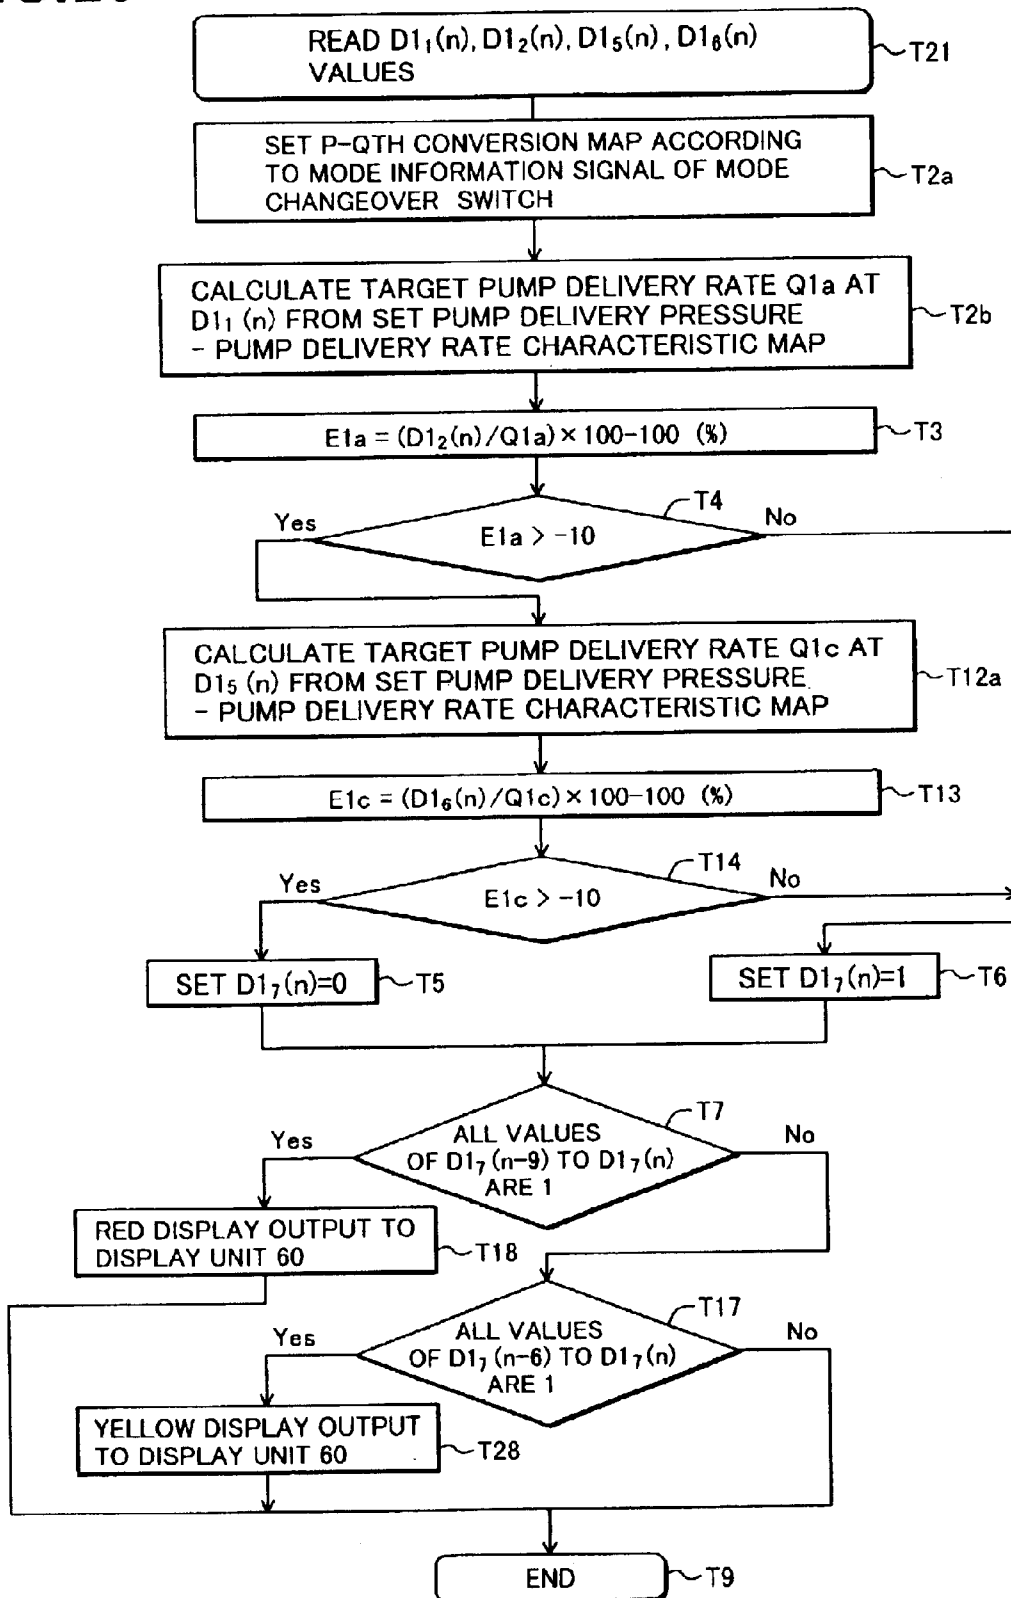 READ D1₁(n), D1₂(n), D1₅(n), D1₆(n)
VALUES
T21
SET P-QTH CONVERSION MAP ACCORDING
TO MODE INFORMATION SIGNAL OF MODE
CHANGEOVER SWITCH
T2a
CALCULATE TARGET PUMP DELIVERY RATE Q1a AT
D1₁ (n) FROM SET PUMP DELIVERY PRESSURE
- PUMP DELIVERY RATE CHARACTERISTIC MAP
T2b
E1a = (D1₂(n)/Q1a) × 100-100 (%)
T3
T4
Yes
No
E1a > -10
CALCULATE TARGET PUMP DELIVERY RATE Q1c AT
D1₅ (n) FROM SET PUMP DELIVERY PRESSURE
- PUMP DELIVERY RATE CHARACTERISTIC MAP
T12a
E1c = (D1₆(n)/Q1c) × 100-100 (%)
T13
T14
Yes
No
E1c > -10
SET D1₇(n)=0
T5
SET D1₇(n)=1
T6
T7
Yes
No
ALL VALUES
OF D1₇ (n-9) TO D1₇ (n)
ARE 1
RED DISPLAY OUTPUT TO
DISPLAY UNIT 60
T18
T17
Yes
No
ALL VALUES
OF D1₇ (n-6) TO D1₇ (n)
ARE 1
YELLOW DISPLAY OUTPUT
TO DISPLAY UNIT 60
T28
END
T9